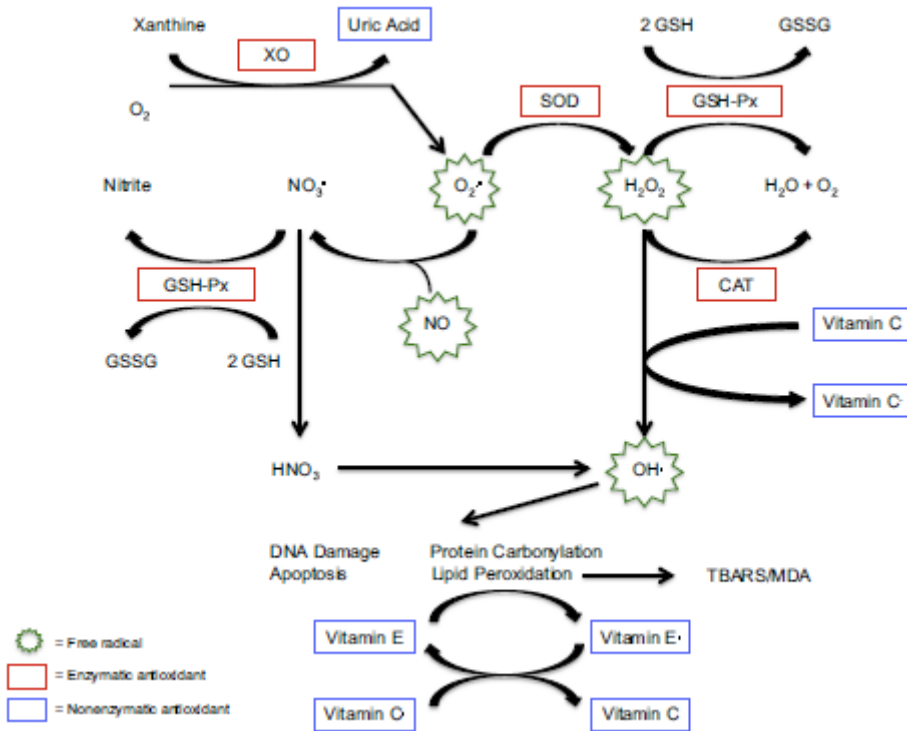 Xanthine
Uric Acid
2 GSH
GSSG
XO
O₂
SOD
GSH-Px
Nitrite
NO₃•
O₂•
H₂O₂
H₂O + O₂
GSH-Px
CAT
NO
Vitamin C
GSSG
2 GSH
Vitamin C·
HNO₃
OH•
DNA Damage
Apoptosis
Protein Carbonylation
Lipid Peroxidation
TBARS/MDA
Vitamin E
Vitamin E•
Vitamin C•
Vitamin C
= Free radical
= Enzymatic antioxidant
= Nonenzymatic antioxidant